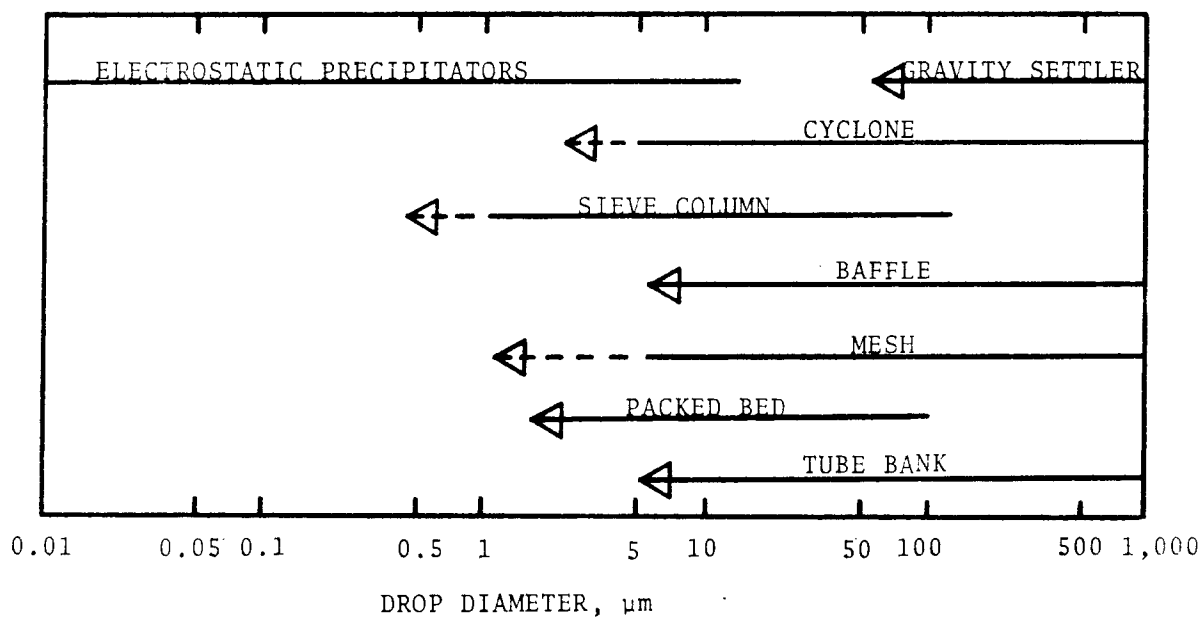 ELECTROSTATIC PRECIPITATORS GRAVITY SETTLER
CYCLONE
SIEVE COLUMN
BAFFLE
MESH
PACKED BED
TUBE BANK
0.01 0.05 0.1 0.5 1 5 10 50 100 500 1,000
DROP DIAMETER, µm